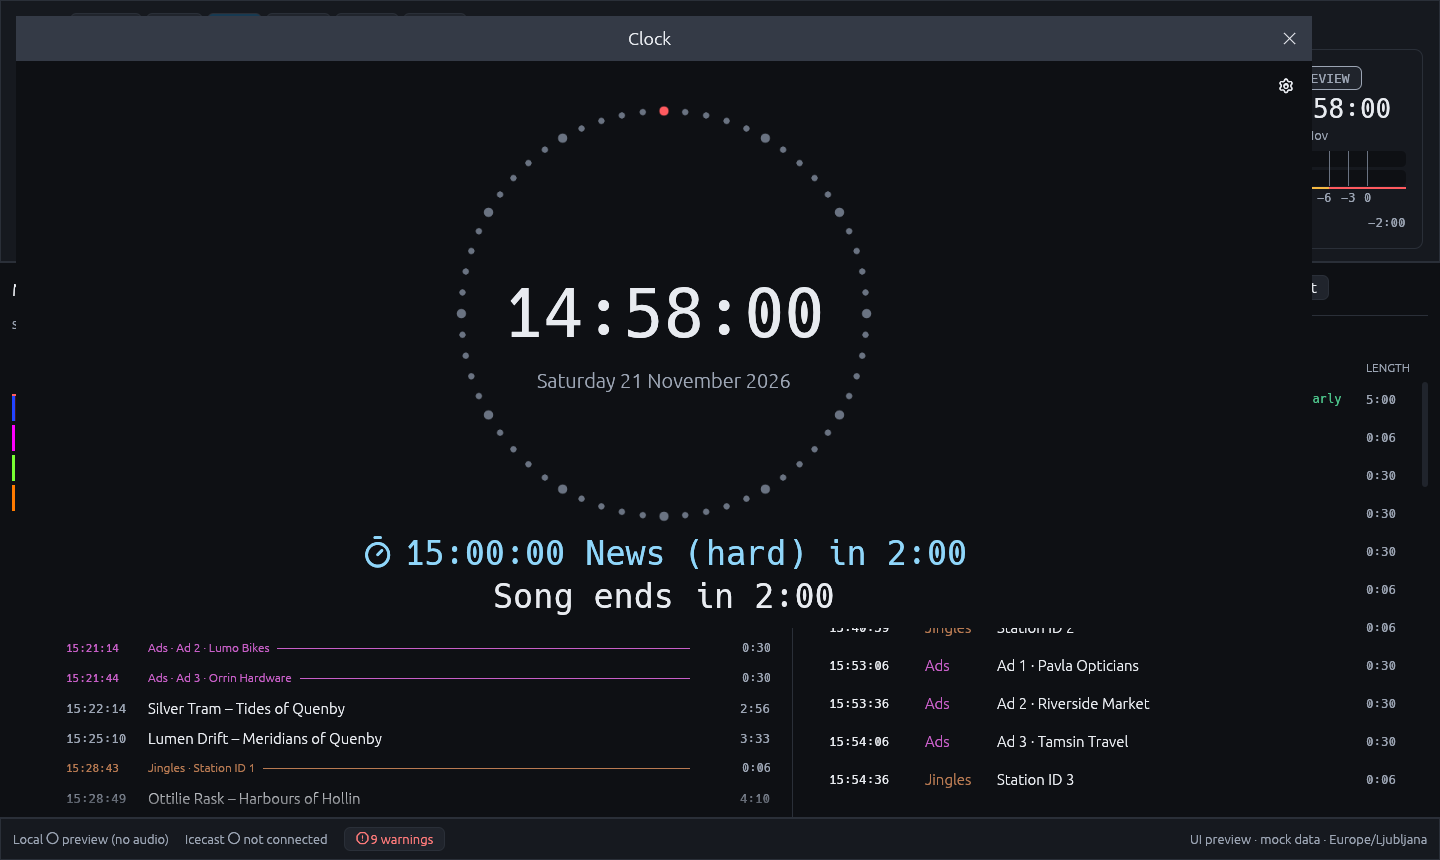 Clock
EVIEW
58:00
Nov
-6 -3 0
-2:00
14:58:00
Saturday 21 November 2026
15:00:00 News (hard) in 2:00
Song ends in 2:00
LENGTH
arly 5:00
0:06
0:30
0:30
0:30
0:06
0:06
15:21:14 Ads · Ad 2 · Lumo Bikes 0:30
15:21:44 Ads · Ad 3 · Orrin Hardware 0:30
15:22:14 Silver Tram – Tides of Quenby 2:56
15:25:10 Lumen Drift – Meridians of Quenby 3:33
15:28:43 Jingles · Station ID 1 0:06
15:28:49 Ottilie Rask – Harbours of Hollin 4:10
Jingles Station ID 2
15:53:06 Ads Ad 1 · Pavla Opticians 0:30
15:53:36 Ads Ad 2 · Riverside Market 0:30
15:54:06 Ads Ad 3 · Tamsin Travel 0:30
15:54:36 Jingles Station ID 3 0:06
Local preview (no audio) Icecast not connected 9 warnings
UI preview · mock data · Europe/Ljubljana